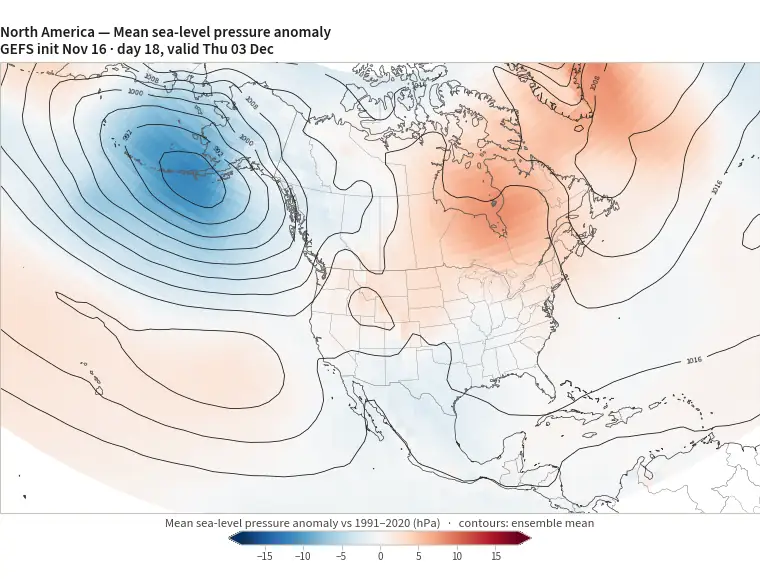 North America — Mean sea-level pressure anomaly
GEFS init Nov 16 · day 18, valid Thu 03 Dec
1008
1008
1008
1000
992
992
1000
1016
1016
Mean sea-level pressure anomaly vs 1991–2020 (hPa) · contours: ensemble mean
−15 −10 −5 0 5 10 15